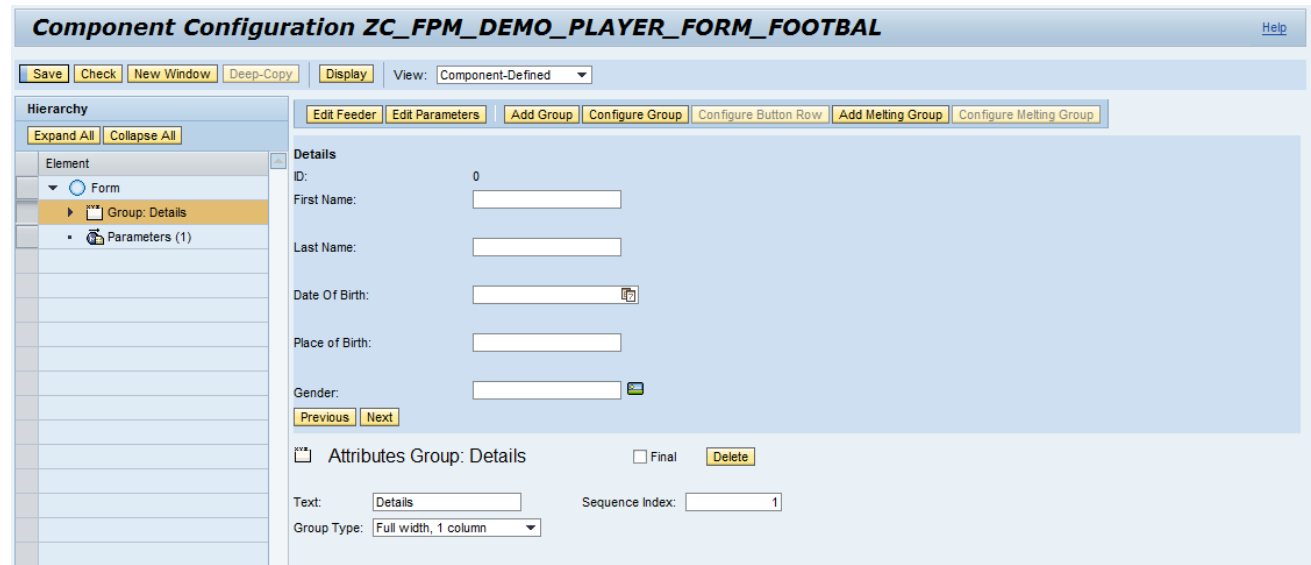 Component Configuration ZC_FPM_DEMO_PLAYER_FORM_FOOTBAL
Help
Save Check New Window Deep-Copy Display View: Component-Defined
Hierarchy
Expand All Collapse All
Element
Form
Group: Details
Parameters (1)
Edit Feeder Edit Parameters Add Group Configure Group Configure Button Row Add Melting Group Configure Melting Group
Details
ID: 0
First Name:
Last Name:
Date Of Birth:
Place of Birth:
Gender:
Previous Next
Attributes Group: Details Final Delete
Text: Details Sequence Index: 1
Group Type: Full width, 1 column